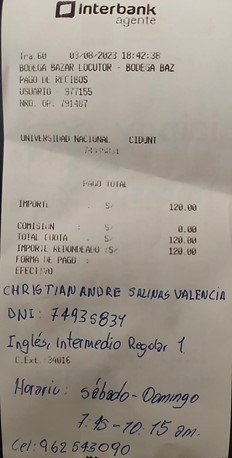 Interbank
agente
Tra.60 03/08/2023 18:42:38
BODEGA BAZAR LOCUTOR - BODEGA BAZ
PAGO DE RECIBOS
USUARIO : 977155
NRO. OP: 791487
UNIVERSIDAD NACIONAL CIDUNT
PAGO TOTAL
IMPORTE : S/ 120.00
COMISION : S/ 0.00
TOTAL CUOTA : S/ 120.00
IMPORTE REDONDEADO :S/ 120.00
FORMA DE PAGO :
EFECTIVO
CHRISTIAN ANDRE SALINAS VALENCIA
DNI: 74935834
Inglés, Intermedio Regular 1
C.Ext. 34016
Horario: sábado - Domingo
7:45 - 10:15 am.
Cel: 962543090